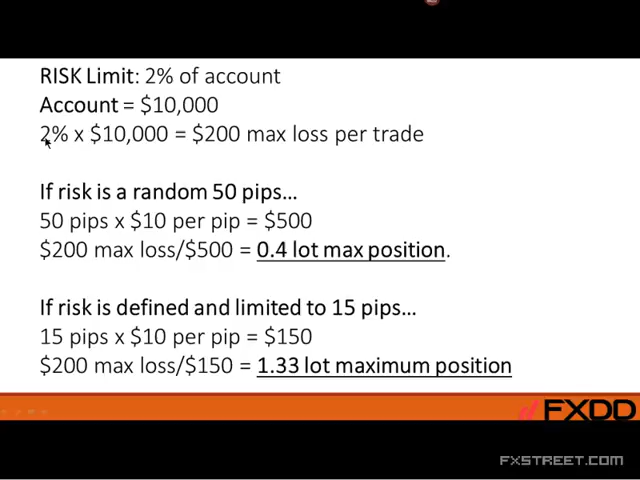 RISK Limit: 2% of account
Account = $10,000
2% x $10,000 = $200 max loss per trade
If risk is a random 50 pips...
50 pips x $10 per pip = $500
$200 max loss/$500 = 0.4 lot max position.
If risk is defined and limited to 15 pips...
15 pips x $10 per pip = $150
$200 max loss/$150 = 1.33 lot maximum position
FXDD
FXSTREET.COM